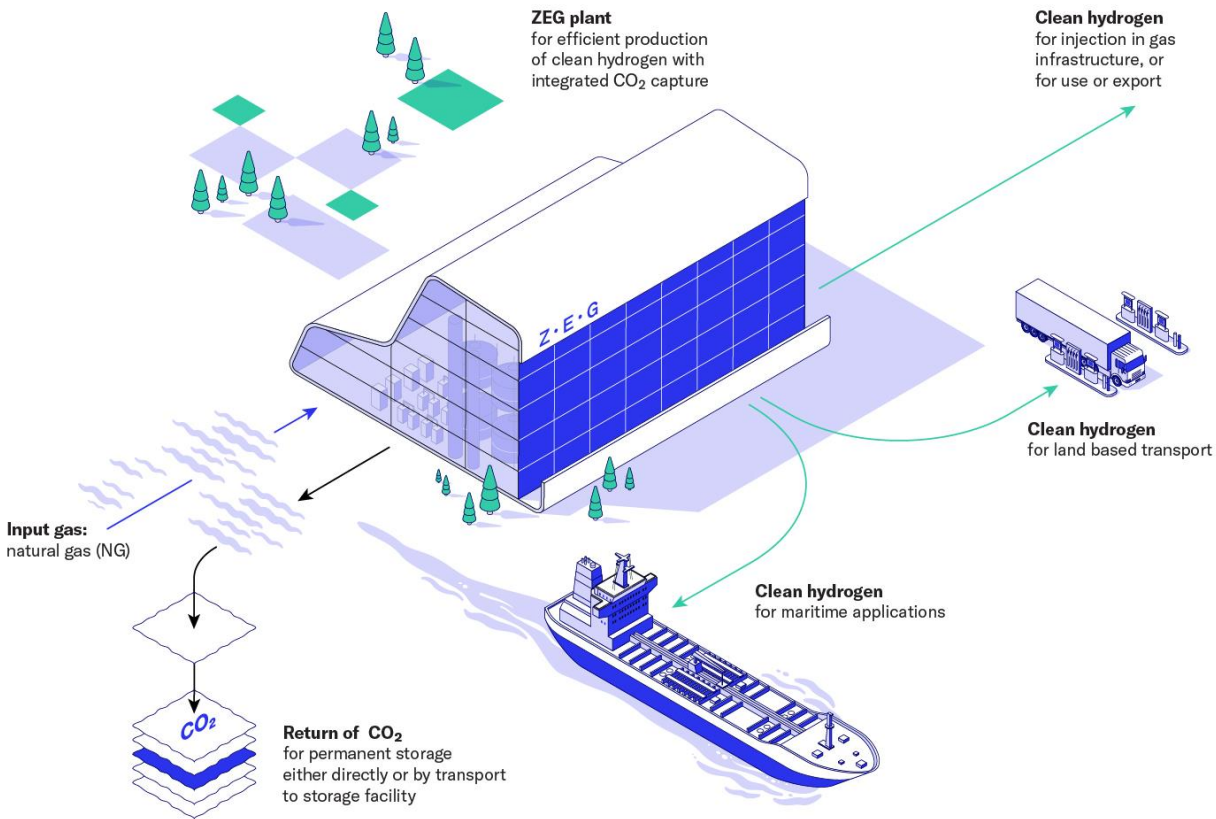 ZEG plant
for efficient production
of clean hydrogen with
integrated CO₂ capture
Clean hydrogen
for injection in gas
infrastructure, or
for use or export
Z·E·G
Clean hydrogen
for land based transport
Input gas:
natural gas (NG)
Clean hydrogen
for maritime applications
CO₂
Return of CO₂
for permanent storage
either directly or by transport
to storage facility